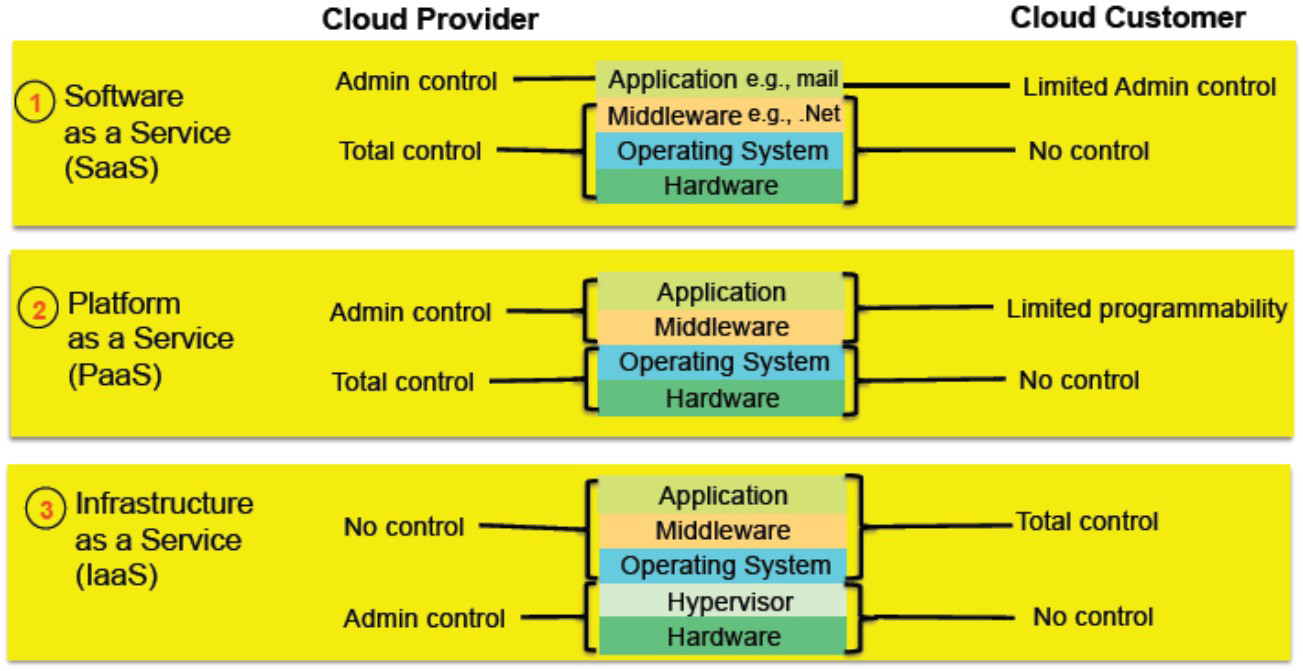 Cloud Provider
Cloud Customer
1
Software
as a Service
(SaaS)
Admin control
Application e.g., mail
Limited Admin control
Middleware e.g., .Net
Total control
Operating System
No control
Hardware
2
Platform
as a Service
(PaaS)
Admin control
Application
Middleware
Limited programmability
Total control
Operating System
Hardware
No control
3
Infrastructure
as a Service
(IaaS)
No control
Application
Middleware
Operating System
Total control
Admin control
Hypervisor
Hardware
No control